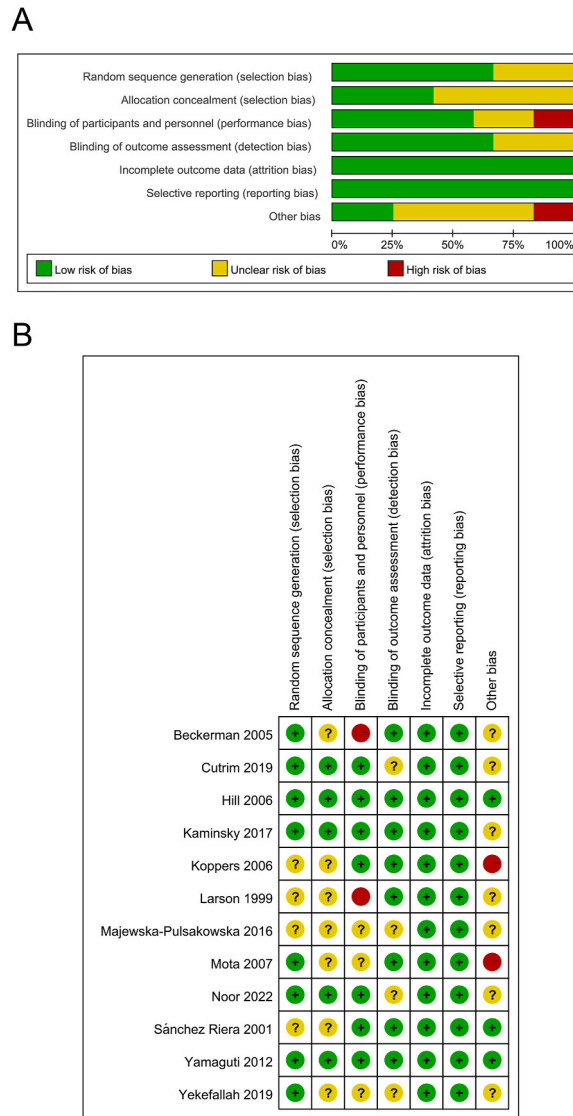 A
Random sequence generation (selection bias)
Allocation concealment (selection bias)
Blinding of participants and personnel (performance bias)
Blinding of outcome assessment (detection bias)
Incomplete outcome data (attrition bias)
Selective reporting (reporting bias)
Other bias
0% 25% 50% 75% 100%
Low risk of bias Unclear risk of bias High risk of bias
B
Random sequence generation (selection bias)
Allocation concealment (selection bias)
Blinding of participants and personnel (performance bias)
Blinding of outcome assessment (detection bias)
Incomplete outcome data (attrition bias)
Selective reporting (reporting bias)
Other bias
Beckerman 2005 + ? - + + + ?
Cutrim 2019 + + + ? + + ?
Hill 2006 + + + + + + +
Kaminsky 2017 + + + + + + ?
Koppers 2006 ? ? + + + + -
Larson 1999 ? ? - + + + ?
Majewska-Pulsakowska 2016 ? ? ? ? + + ?
Mota 2007 + ? ? + + + -
Noor 2022 + + + ? + + ?
Sánchez Riera 2001 ? ? + + + + +
Yamaguti 2012 + + + + + + +
Yekefallah 2019 + ? ? ? + + ?